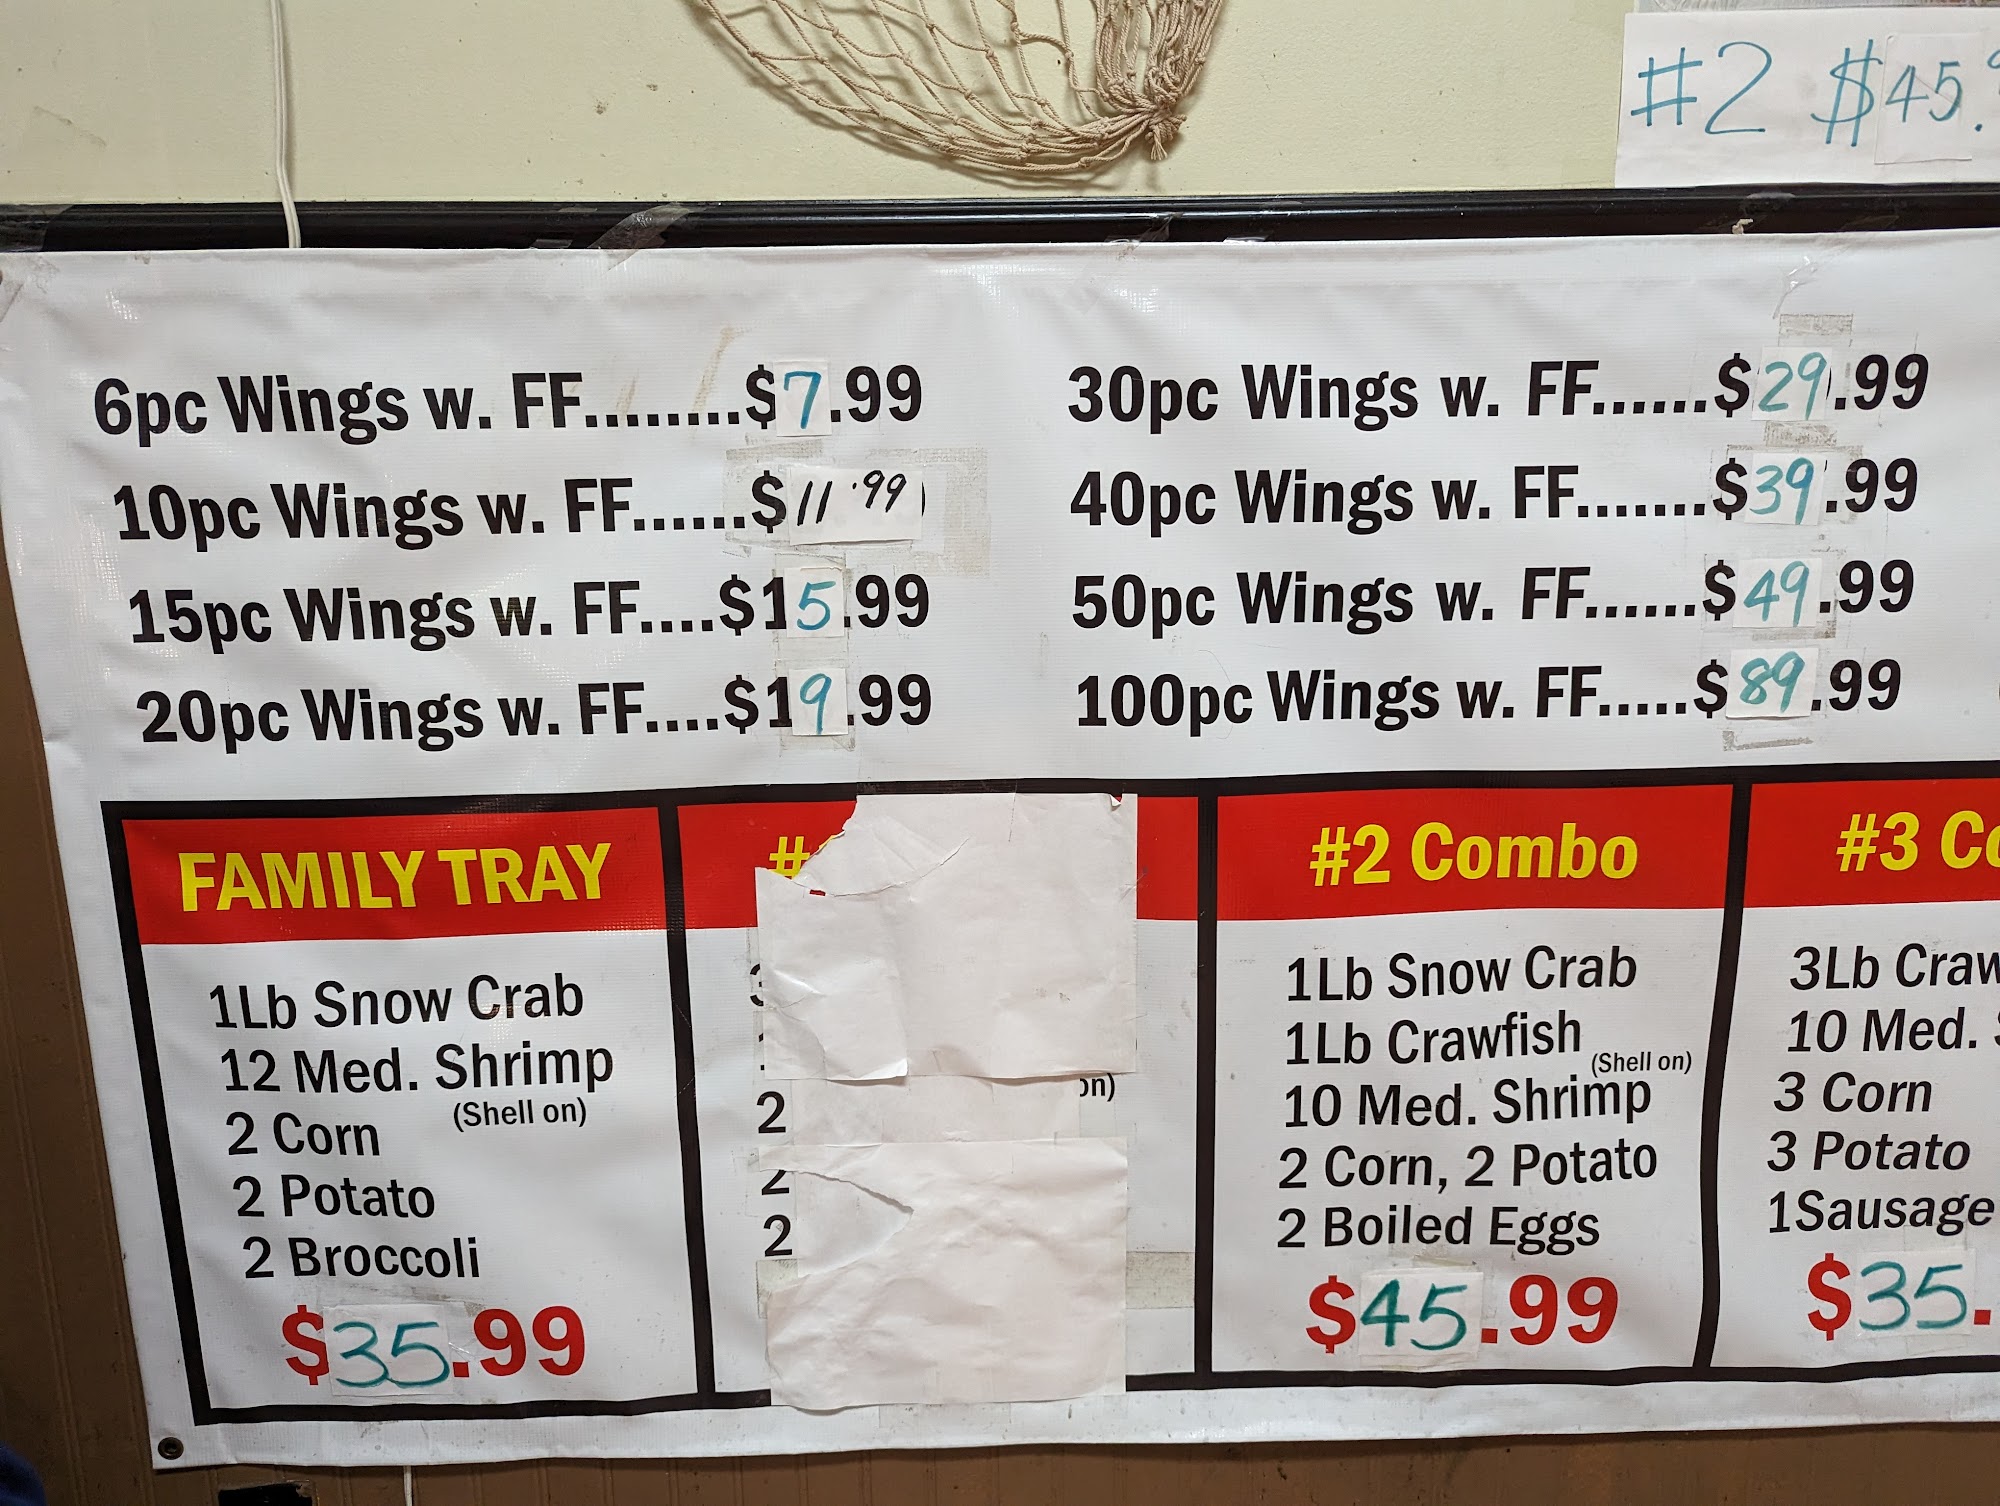 #2 $45.
6pc Wings w. FF........$7.99
10pc Wings w. FF......$11.99
15pc Wings w. FF....$15.99
20pc Wings w. FF....$19.99
30pc Wings w. FF......$29.99
40pc Wings w. FF.......$39.99
50pc Wings w. FF......$49.99
100pc Wings w. FF.....$89.99
FAMILY TRAY
1Lb Snow Crab
12 Med. Shrimp
(Shell on)
2 Corn
2 Potato
2 Broccoli
$35.99
#
2
2
2
#2 Combo
1Lb Snow Crab
1Lb Crawfish
(Shell on)
10 Med. Shrimp
2 Corn, 2 Potato
2 Boiled Eggs
$45.99
#3
3Lb
10 Med.
3 Corn
3 Potato
1Sausage
$35.